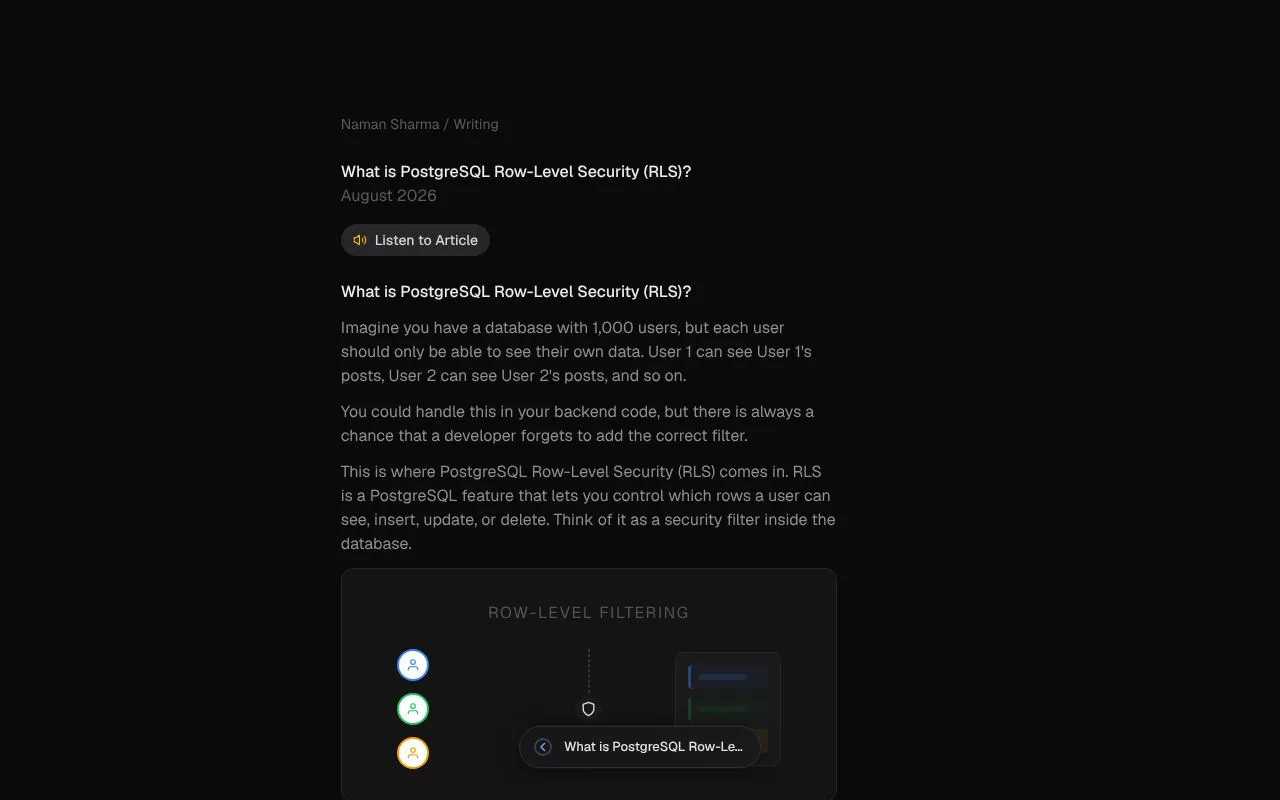 Naman Sharma / Writing
What is PostgreSQL Row-Level Security (RLS)?
August 2026
Listen to Article
What is PostgreSQL Row-Level Security (RLS)?
Imagine you have a database with 1,000 users, but each user
should only be able to see their own data. User 1 can see User 1's
posts, User 2 can see User 2's posts, and so on.
You could handle this in your backend code, but there is always a
chance that a developer forgets to add the correct filter.
This is where PostgreSQL Row-Level Security (RLS) comes in. RLS
is a PostgreSQL feature that lets you control which rows a user can
see, insert, update, or delete. Think of it as a security filter inside the
database.
ROW-LEVEL FILTERING
What is PostgreSQL Row-Le...